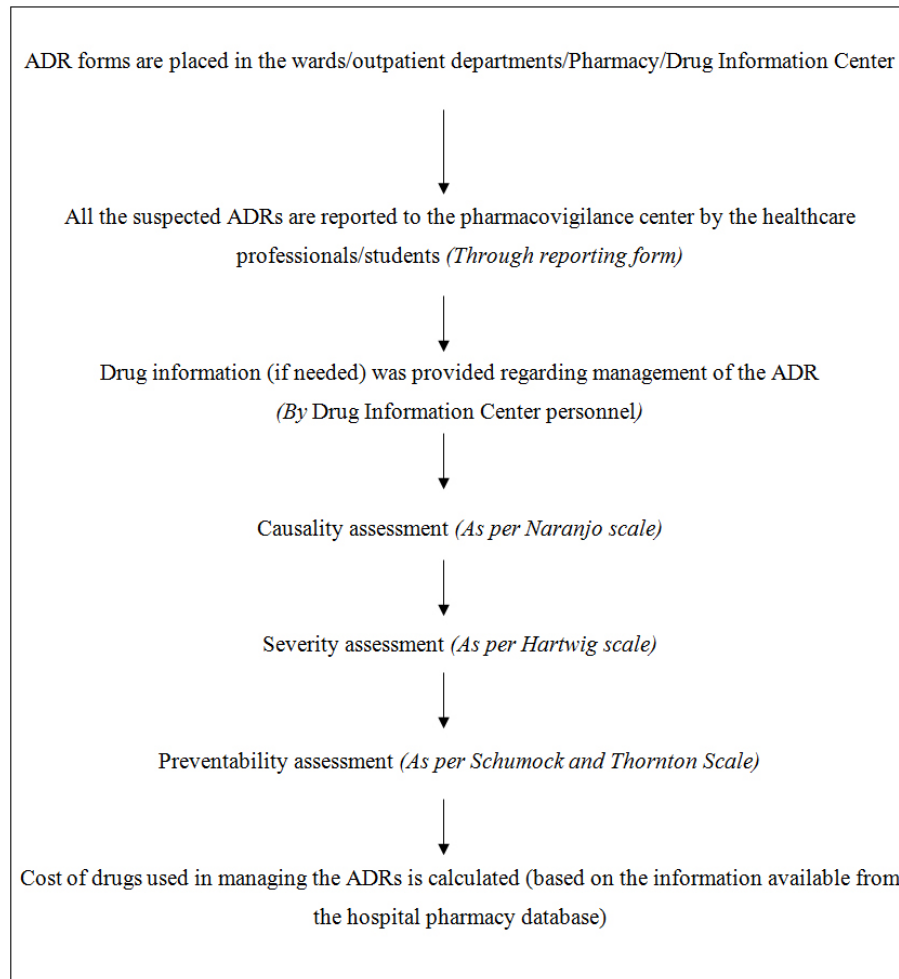 ADR forms are placed in the wards/outpatient departments/Pharmacy/Drug Information Center
All the suspected ADRs are reported to the pharmacovigilance center by the healthcare
professionals/students (Through reporting form)
Drug information (if needed) was provided regarding management of the ADR
(By Drug Information Center personnel)
Causality assessment (As per Naranjo scale)
Severity assessment (As per Hartwig scale)
Preventability assessment (As per Schumock and Thornton Scale)
Cost of drugs used in managing the ADRs is calculated (based on the information available from
the hospital pharmacy database)